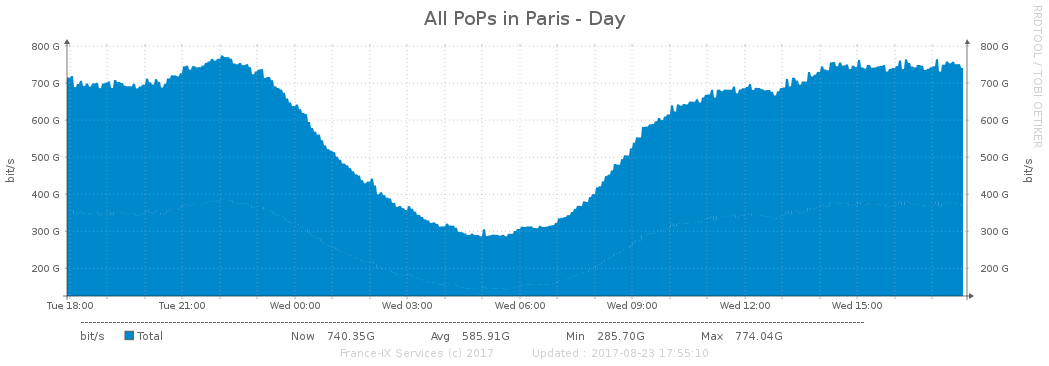 All PoPs in Paris - Day
RRDTOOL / TOBI OETIKER
800 G 800 G
700 G 700 G
600 G 600 G
500 G 500 G
400 G 400 G
300 G 300 G
200 G 200 G
bit/s bit/s
Tue 18:00 Tue 21:00 Wed 00:00 Wed 03:00 Wed 06:00 Wed 09:00 Wed 12:00 Wed 15:00
bit/s Total Now 740.35G Avg 585.91G Min 285.70G Max 774.04G
France-IX Services (c) 2017 Updated : 2017-08-23 17:55:10